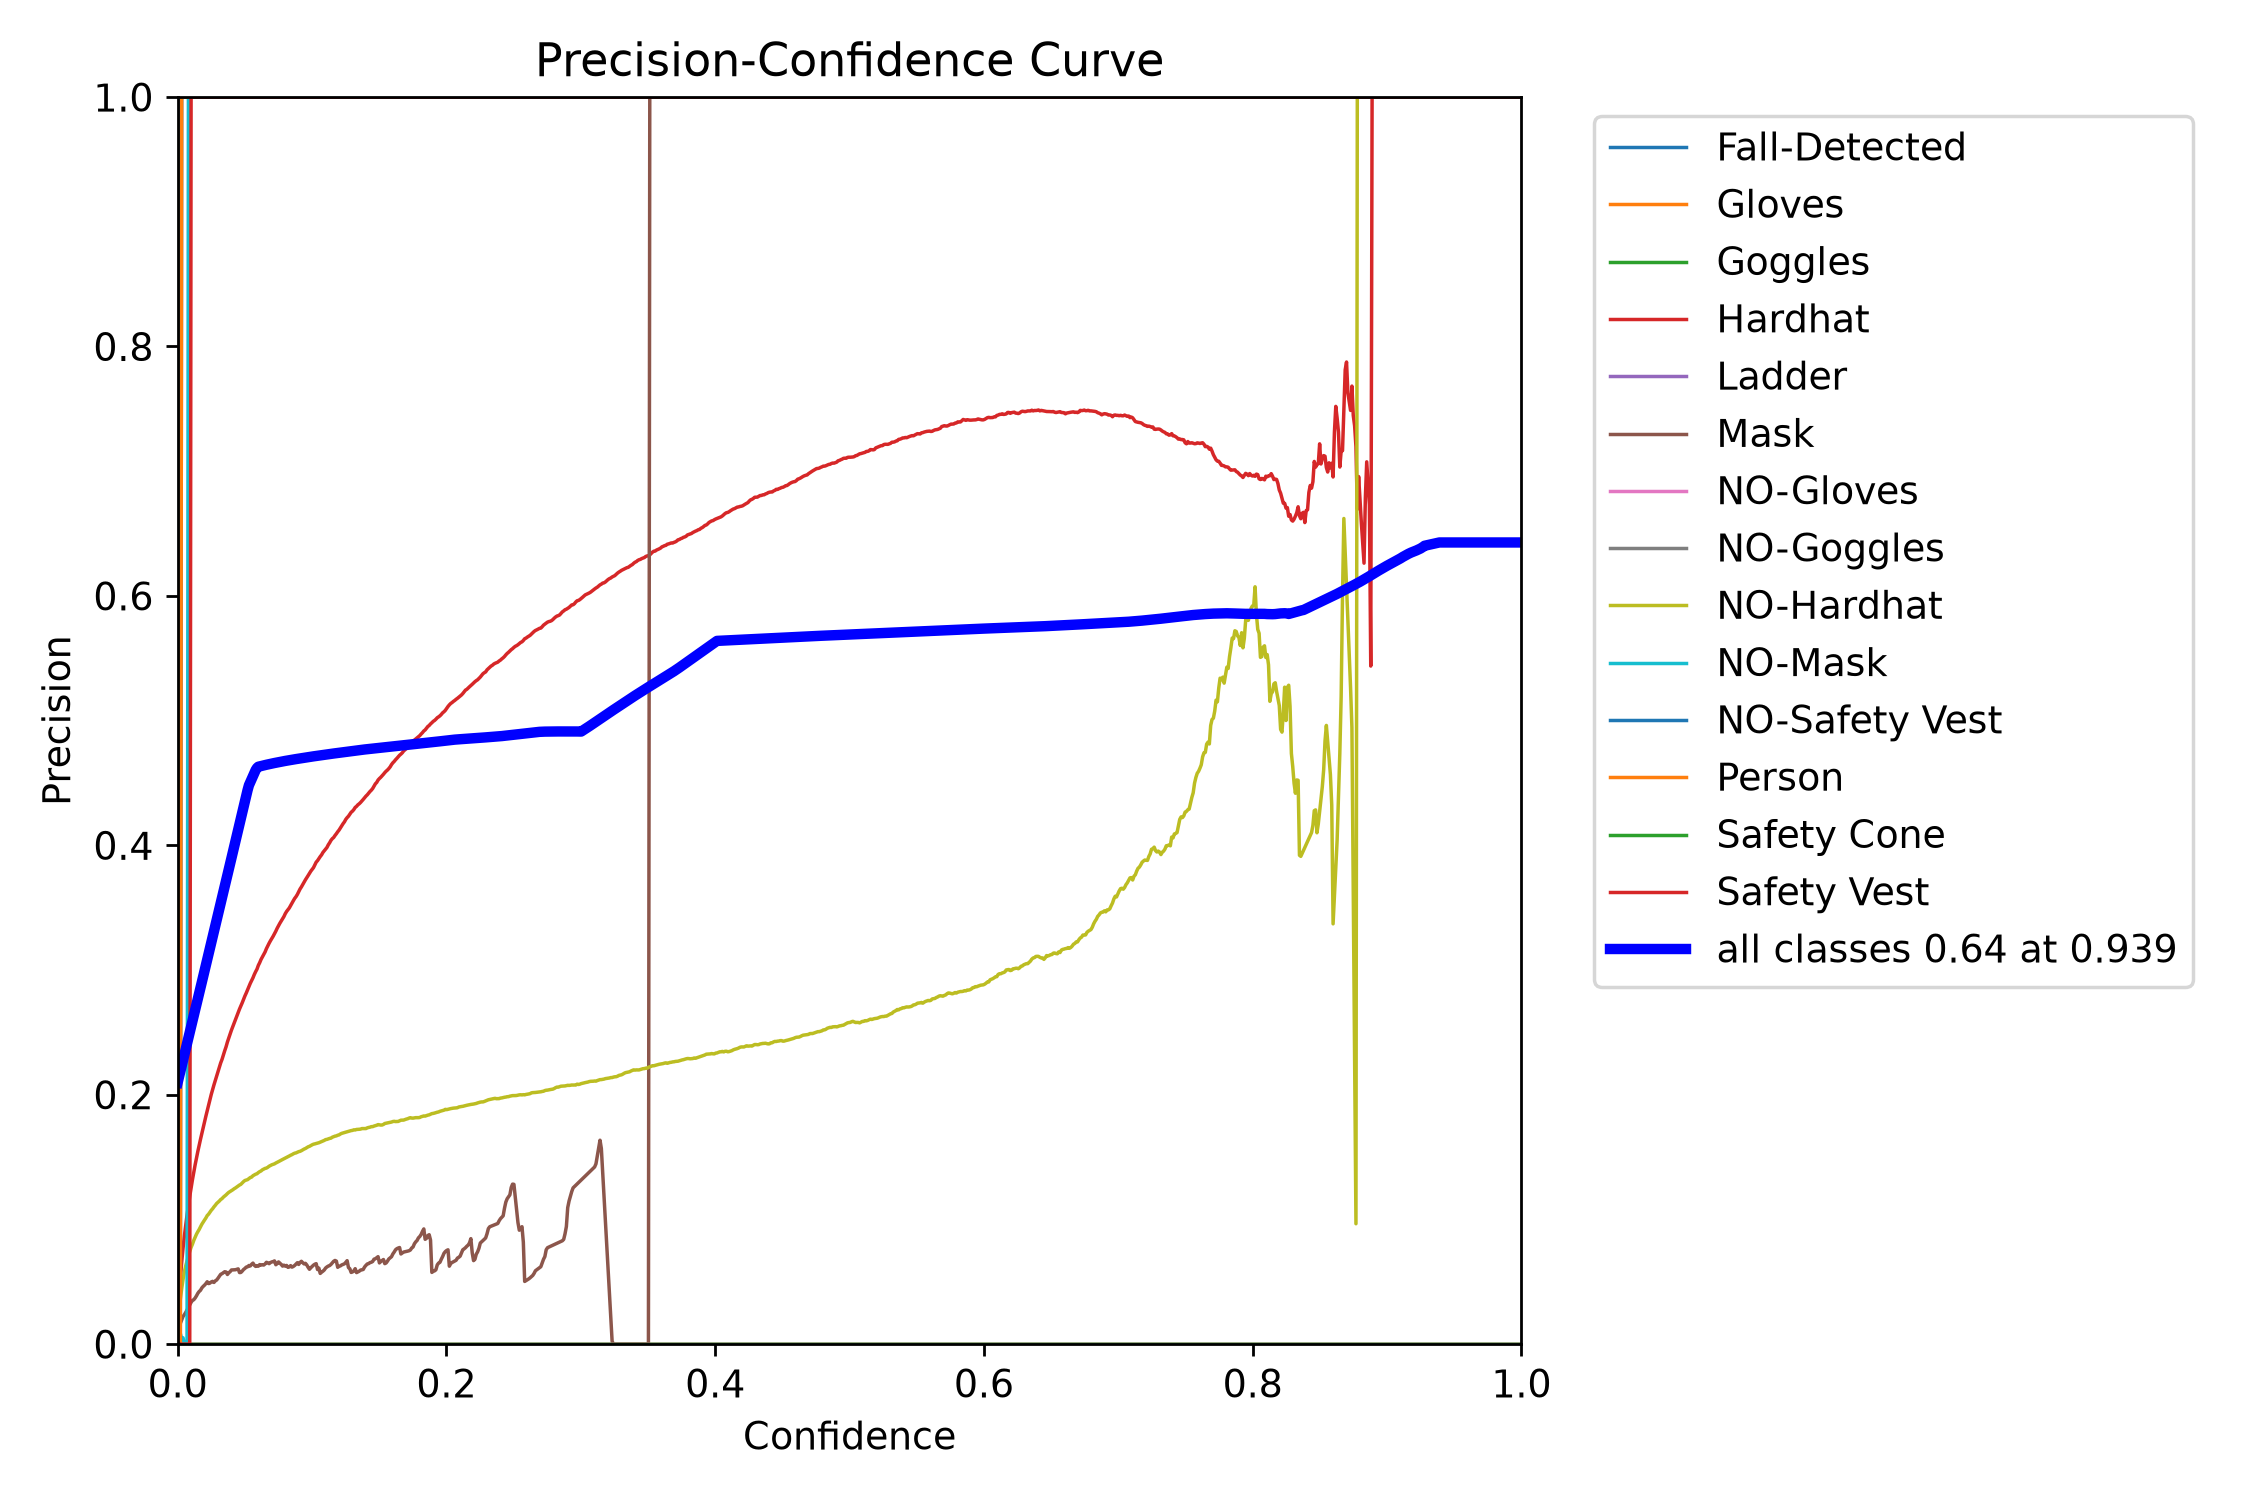 Precision-Confidence Curve
1.0
0.8
0.6
0.4
0.2
0.0
Precision
0.0 0.2 0.4 0.6 0.8 1.0
Confidence
Fall-Detected
Gloves
Goggles
Hardhat
Ladder
Mask
NO-Gloves
NO-Goggles
NO-Hardhat
NO-Mask
NO-Safety Vest
Person
Safety Cone
Safety Vest
all classes 0.64 at 0.939